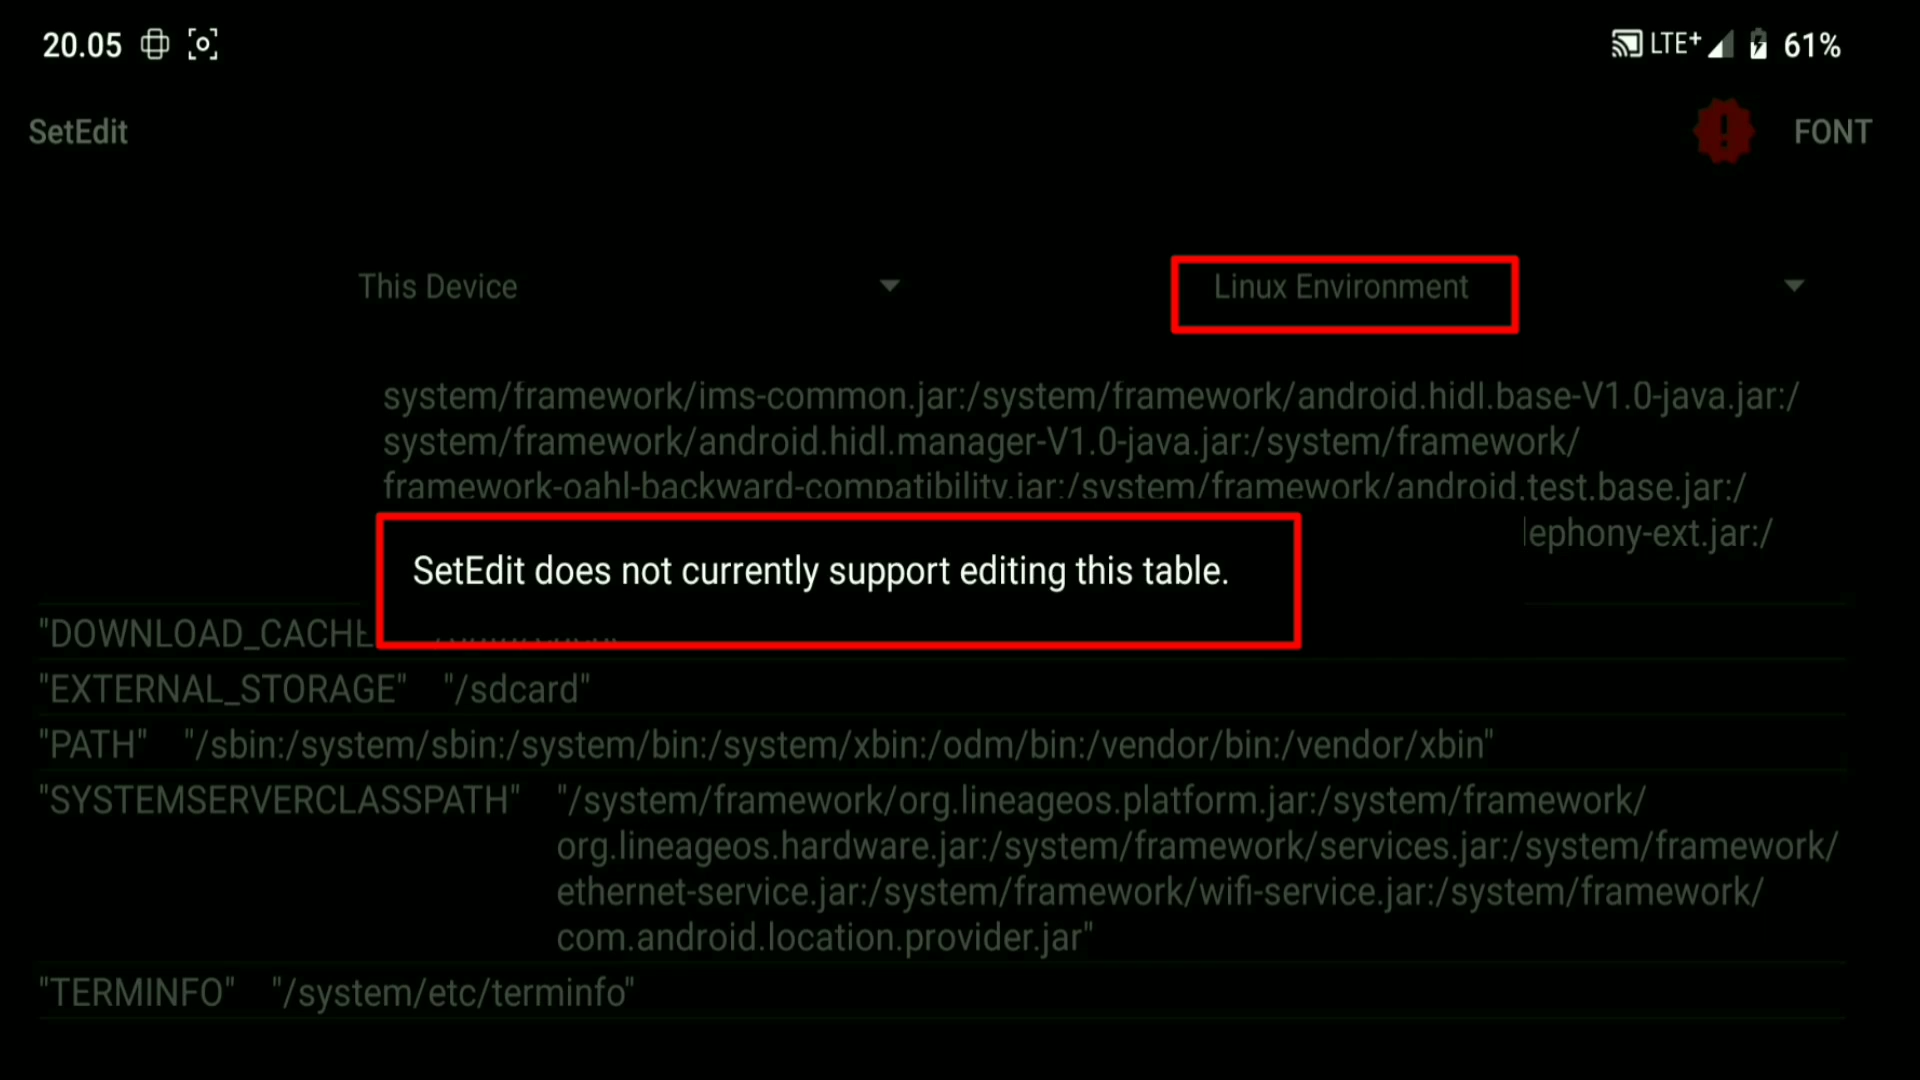 20.05 LTE+ 61%
SetEdit FONT
This Device Linux Environment
system/framework/ims-common.jar:/system/framework/android.hidl.base-V1.0-java.jar:/
system/framework/android.hidl.manager-V1.0-java.jar:/system/framework/
framework-oahl-backward-compatibility.jar:/system/framework/android.test.base.jar:/
lephony-ext.jar:/
SetEdit does not currently support editing this table.
"DOWNLOAD_CACHE
"EXTERNAL_STORAGE" "/sdcard"
"PATH" "/sbin:/system/sbin:/system/bin:/system/xbin:/odm/bin:/vendor/bin:/vendor/xbin"
"SYSTEMSERVERCLASSPATH" "/system/framework/org.lineageos.platform.jar:/system/framework/
org.lineageos.hardware.jar:/system/framework/services.jar:/system/framework/
ethernet-service.jar:/system/framework/wifi-service.jar:/system/framework/
com.android.location.provider.jar"
"TERMINFO" "/system/etc/terminfo"